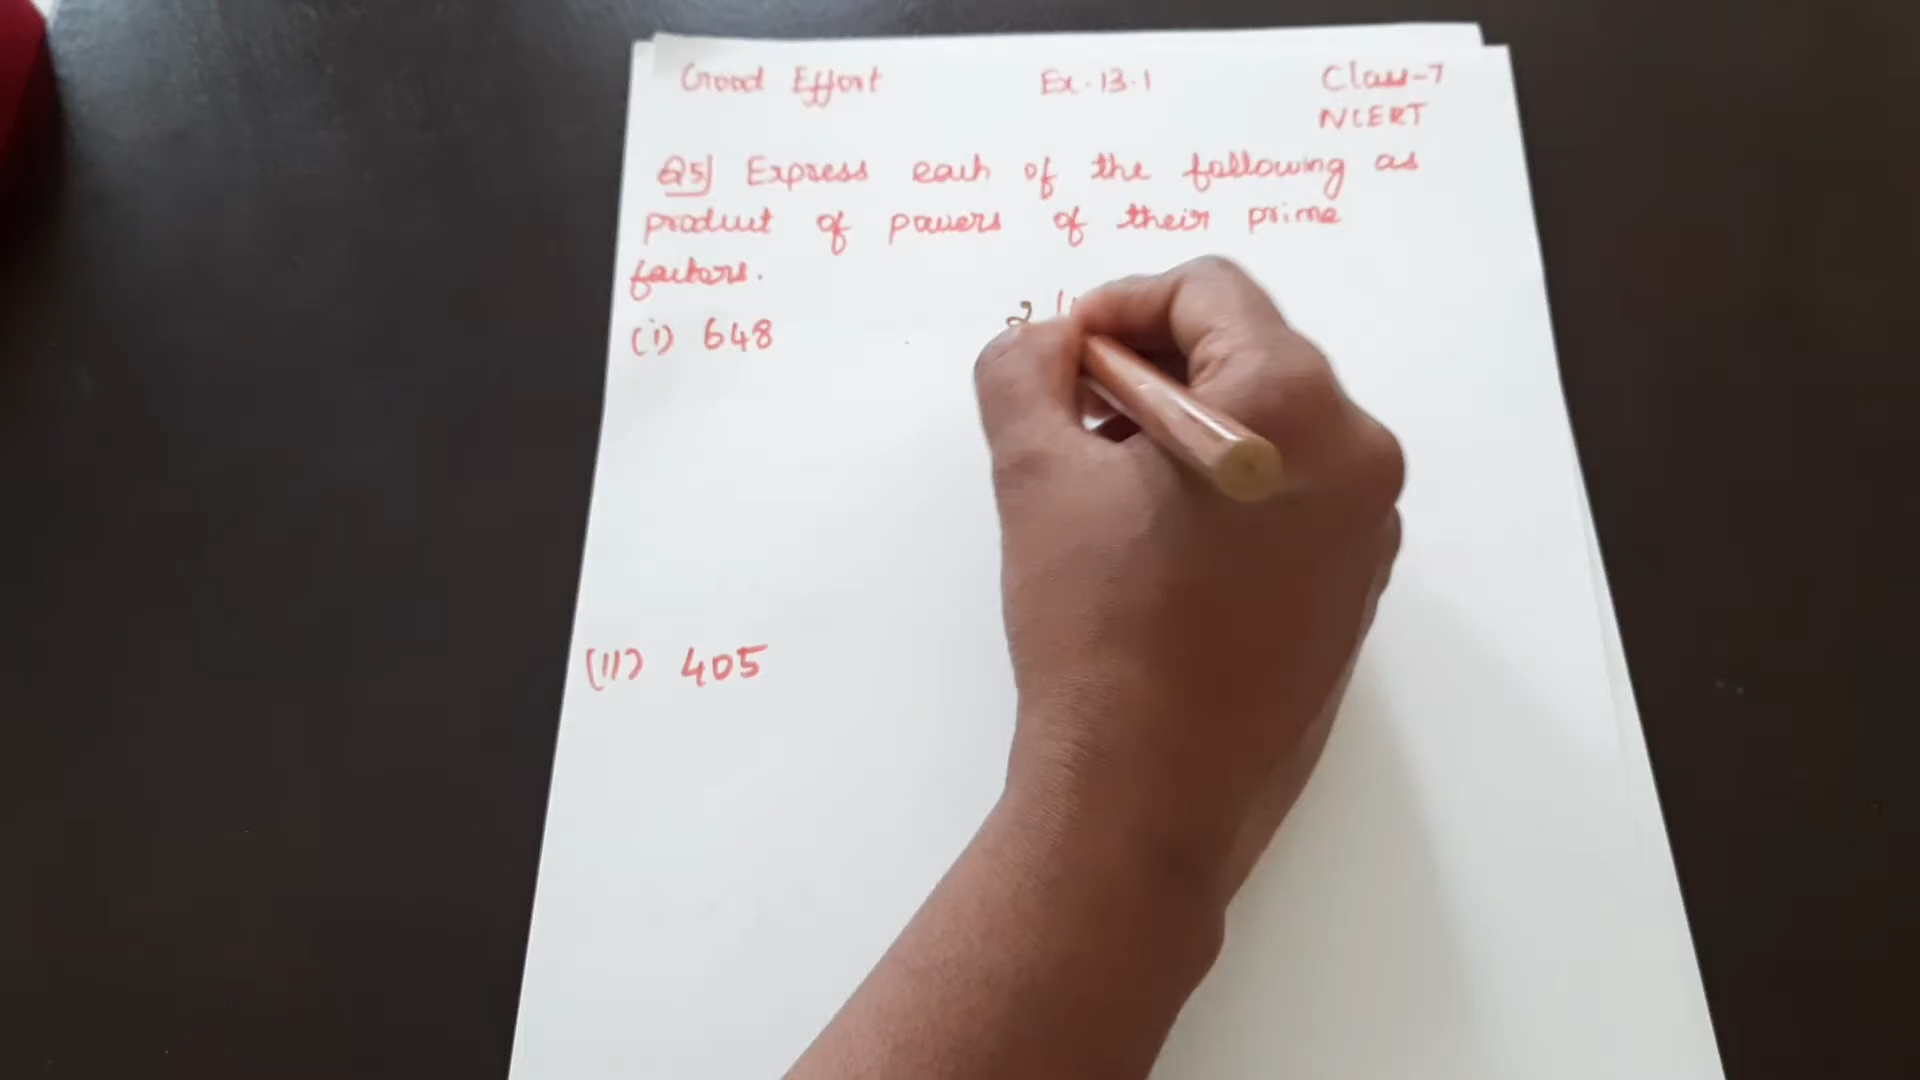 Good Effort Ex. 13.1 Class-7
NCERT
Q5) Express each of the following as
product of powers of their prime
factors.
(i) 648 2
(ii) 405